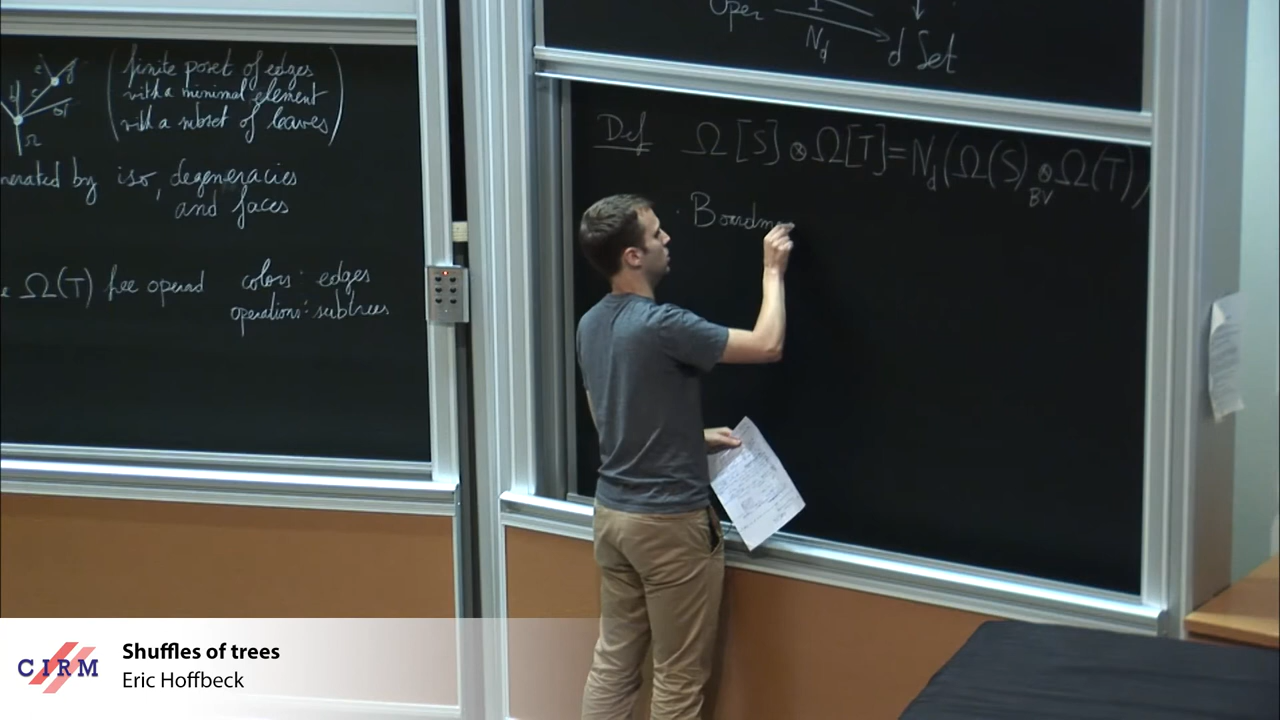 finite poset of edges
with a minimal element
with a subset of leaves
Ω
nerated by iso, degeneracies
and faces
Ω(T) free operad colors: edges
operations: subtrees
Oper
N_d
d Set
Def Ω[S] ⊗ Ω[T] = N_d(Ω(S) ⊗_BV Ω(T))
Boardm
CIRM
Shuffles of trees
Eric Hoffbeck